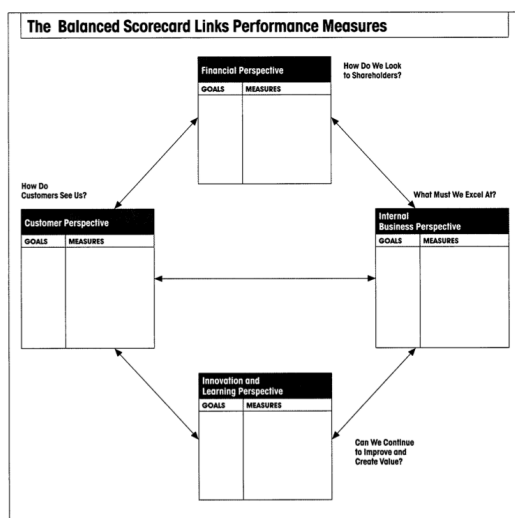 The Balanced Scorecard Links Performance Measures
Financial Perspective
GOALS MEASURES
How Do We Look
to Shareholders?
How Do
Customers See Us?
Customer Perspective
GOALS MEASURES
What Must We Excel At?
Internal
Business Perspective
GOALS MEASURES
Innovation and
Learning Perspective
GOALS MEASURES
Can We Continue
to Improve and
Create Value?